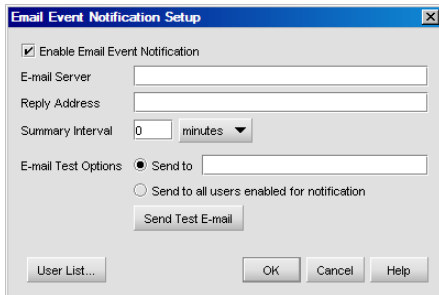 Email Event Notification Setup
Enable Email Event Notification
E-mail Server
Reply Address
Summary Interval 0 minutes
E-mail Test Options Send to
Send to all users enabled for notification
Send Test E-mail
User List... OK Cancel Help